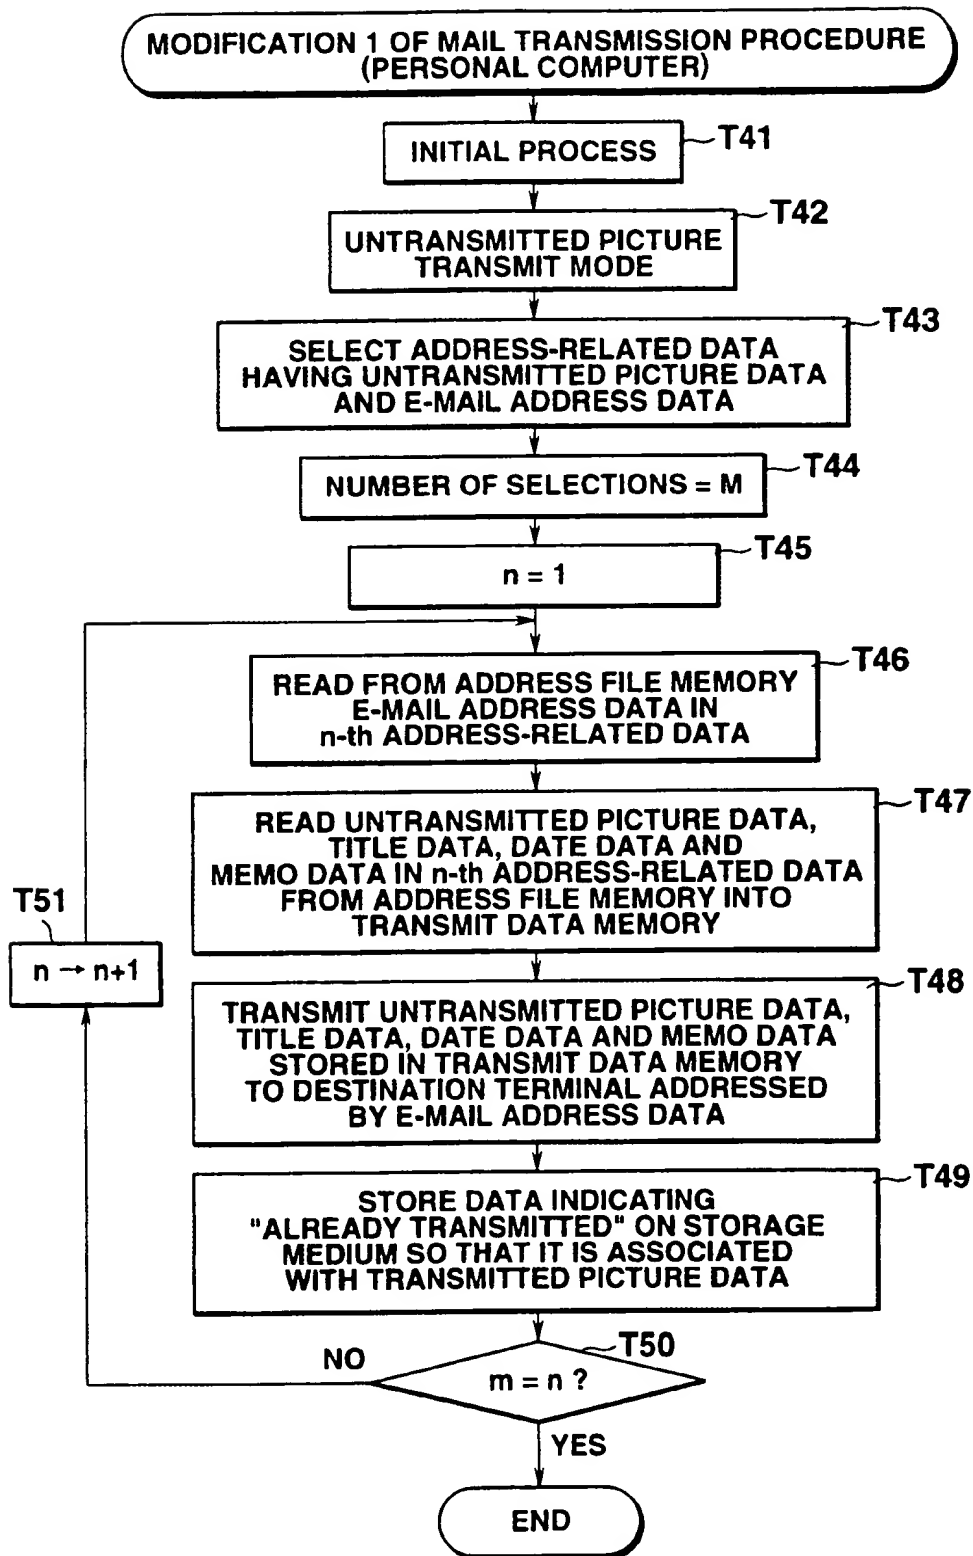 MODIFICATION 1 OF MAIL TRANSMISSION PROCEDURE
(PERSONAL COMPUTER)
T41
INITIAL PROCESS
T42
UNTRANSMITTED PICTURE
TRANSMIT MODE
T43
SELECT ADDRESS-RELATED DATA
HAVING UNTRANSMITTED PICTURE DATA
AND E-MAIL ADDRESS DATA
T44
NUMBER OF SELECTIONS = M
T45
n = 1
T46
READ FROM ADDRESS FILE MEMORY
E-MAIL ADDRESS DATA IN
n-th ADDRESS-RELATED DATA
T47
READ UNTRANSMITTED PICTURE DATA,
TITLE DATA, DATE DATA AND
MEMO DATA IN n-th ADDRESS-RELATED DATA
FROM ADDRESS FILE MEMORY INTO
TRANSMIT DATA MEMORY
T51
n → n+1
T48
TRANSMIT UNTRANSMITTED PICTURE DATA,
TITLE DATA, DATE DATA AND MEMO DATA
STORED IN TRANSMIT DATA MEMORY
TO DESTINATION TERMINAL ADDRESSED
BY E-MAIL ADDRESS DATA
T49
STORE DATA INDICATING
"ALREADY TRANSMITTED" ON STORAGE
MEDIUM SO THAT IT IS ASSOCIATED
WITH TRANSMITTED PICTURE DATA
T50
NO
m = n ?
YES
END